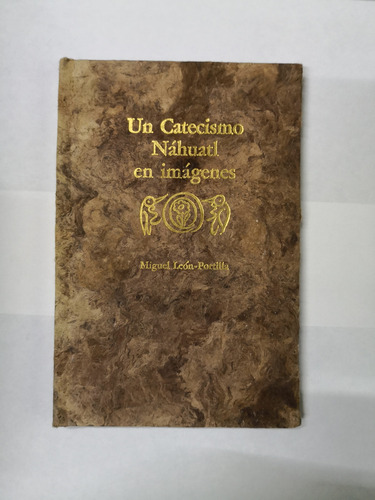 Un Catecismo
Náhuatl
en imágenes
Miguel León-Portilla